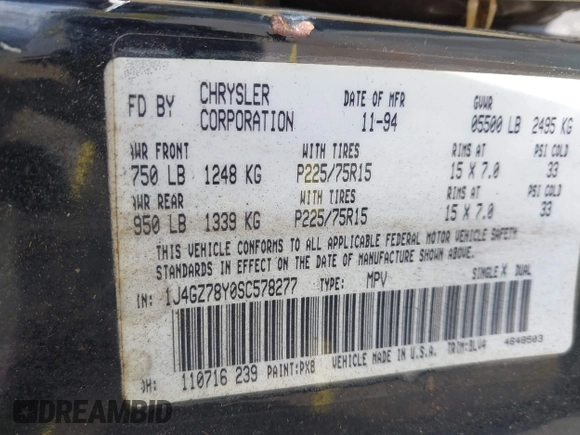 FD BY CHRYSLER CORPORATION DATE OF MFR 11-94 GVWR 05500 LB 2495 KG
WR FRONT WITH TIRES RIMS AT PSI COLD
750 LB 1248 KG P225/75R15 15 X 7.0 33
WR REAR WITH TIRES RIMS AT PSI COLD
950 LB 1339 KG P225/75R15 15 X 7.0 33
THIS VEHICLE CONFORMS TO ALL APPLICABLE FEDERAL MOTOR VEHICLE SAFETY
STANDARDS IN EFFECT ON THE DATE OF MANUFACTURE SHOWN ABOVE.
IN: 1J4GZ78Y0SC578277 TYPE: MPV SINGLE X DUAL
H: 110716 239 PAINT:PX8 VEHICLE MADE IN U.S.A. TRIM:BLV4 4648503
DREAMBID